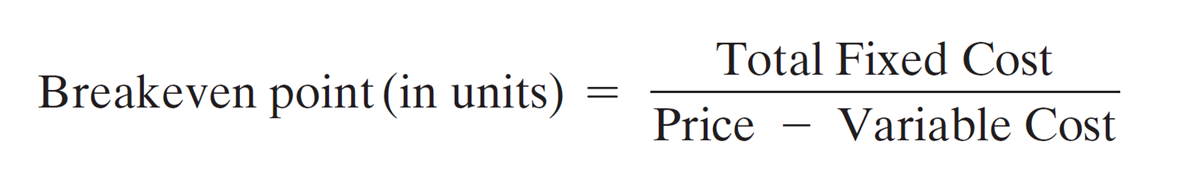 Breakeven point (in units) = Total Fixed Cost
Price − Variable Cost